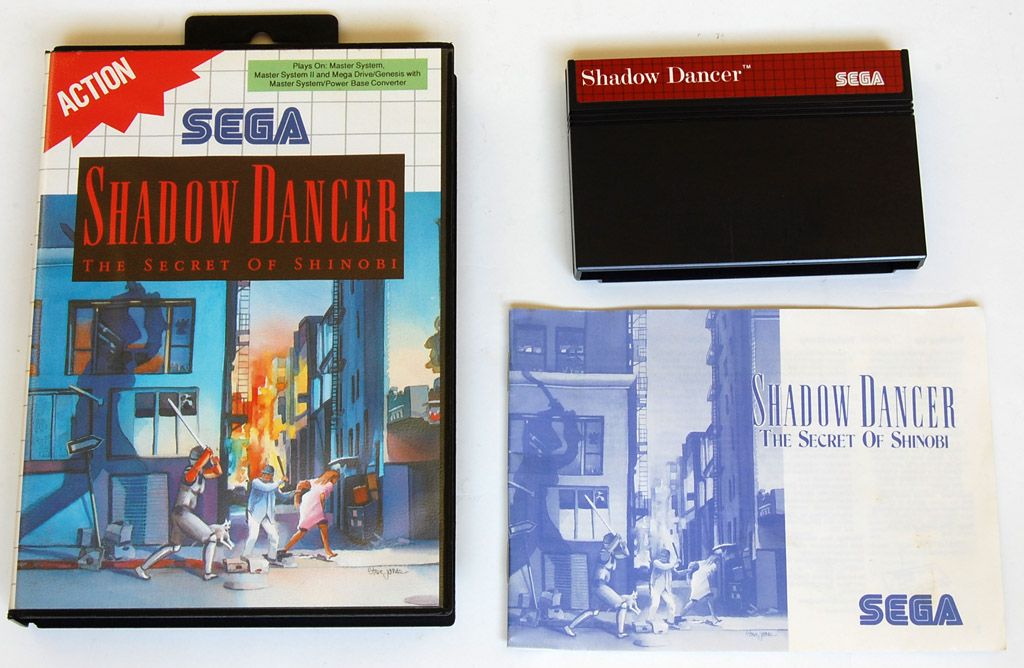 ACTION
Plays On: Master System,
Master System II and Mega Drive/Genesis with
Master System/Power Base Converter
SEGA
SHADOW DANCER
THE SECRET OF SHINOBI
Shadow Dancer™
SEGA
SHADOW DANCER
THE SECRET OF SHINOBI
SEGA